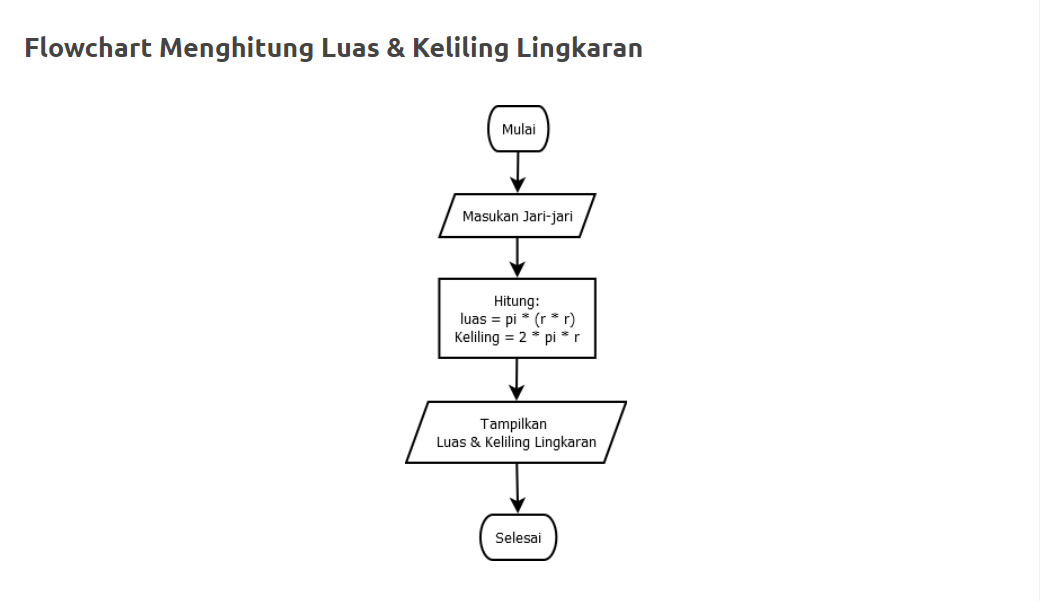 Flowchart Menghitung Luas & Keliling Lingkaran
Mulai
Masukan Jari-jari
Hitung:
luas = pi * (r * r)
Keliling = 2 * pi * r
Tampilkan
Luas & Keliling Lingkaran
Selesai